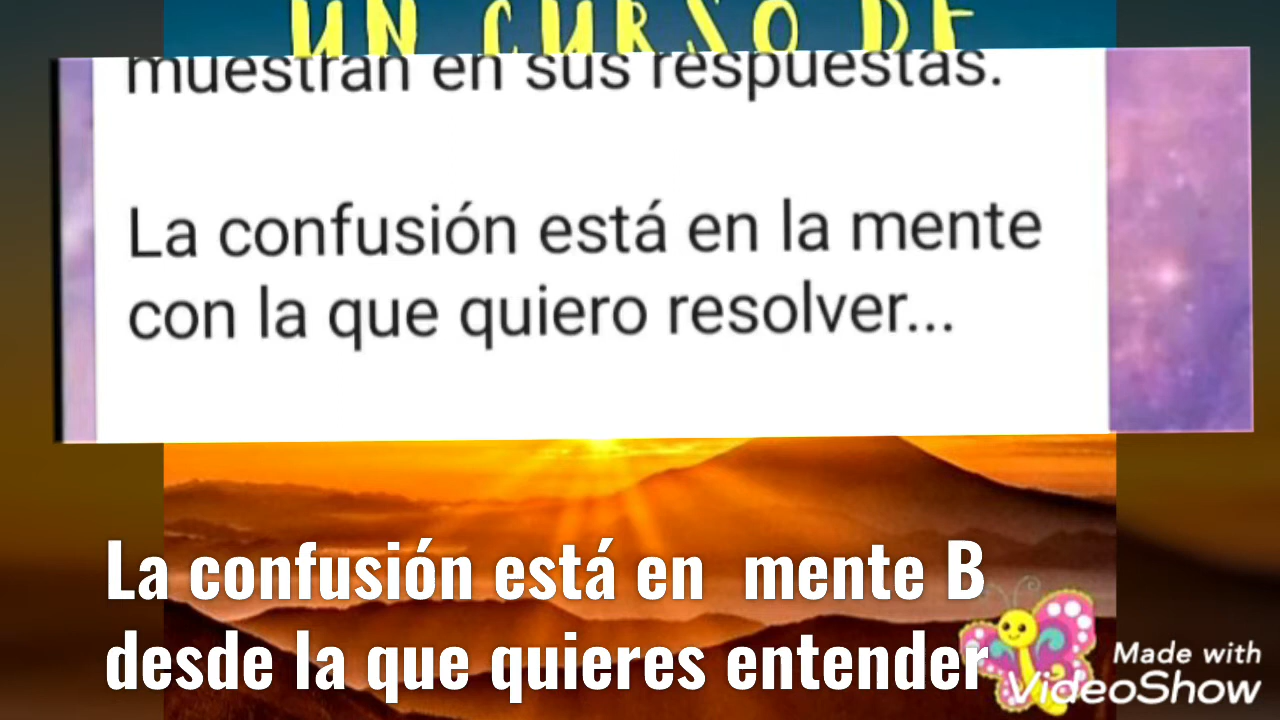 UN CURSO DE
muestran en sus respuestas.
La confusión está en la mente
con la que quiero resolver...
La confusión está en mente B
desde la que quieres entender
Made with
VideoShow